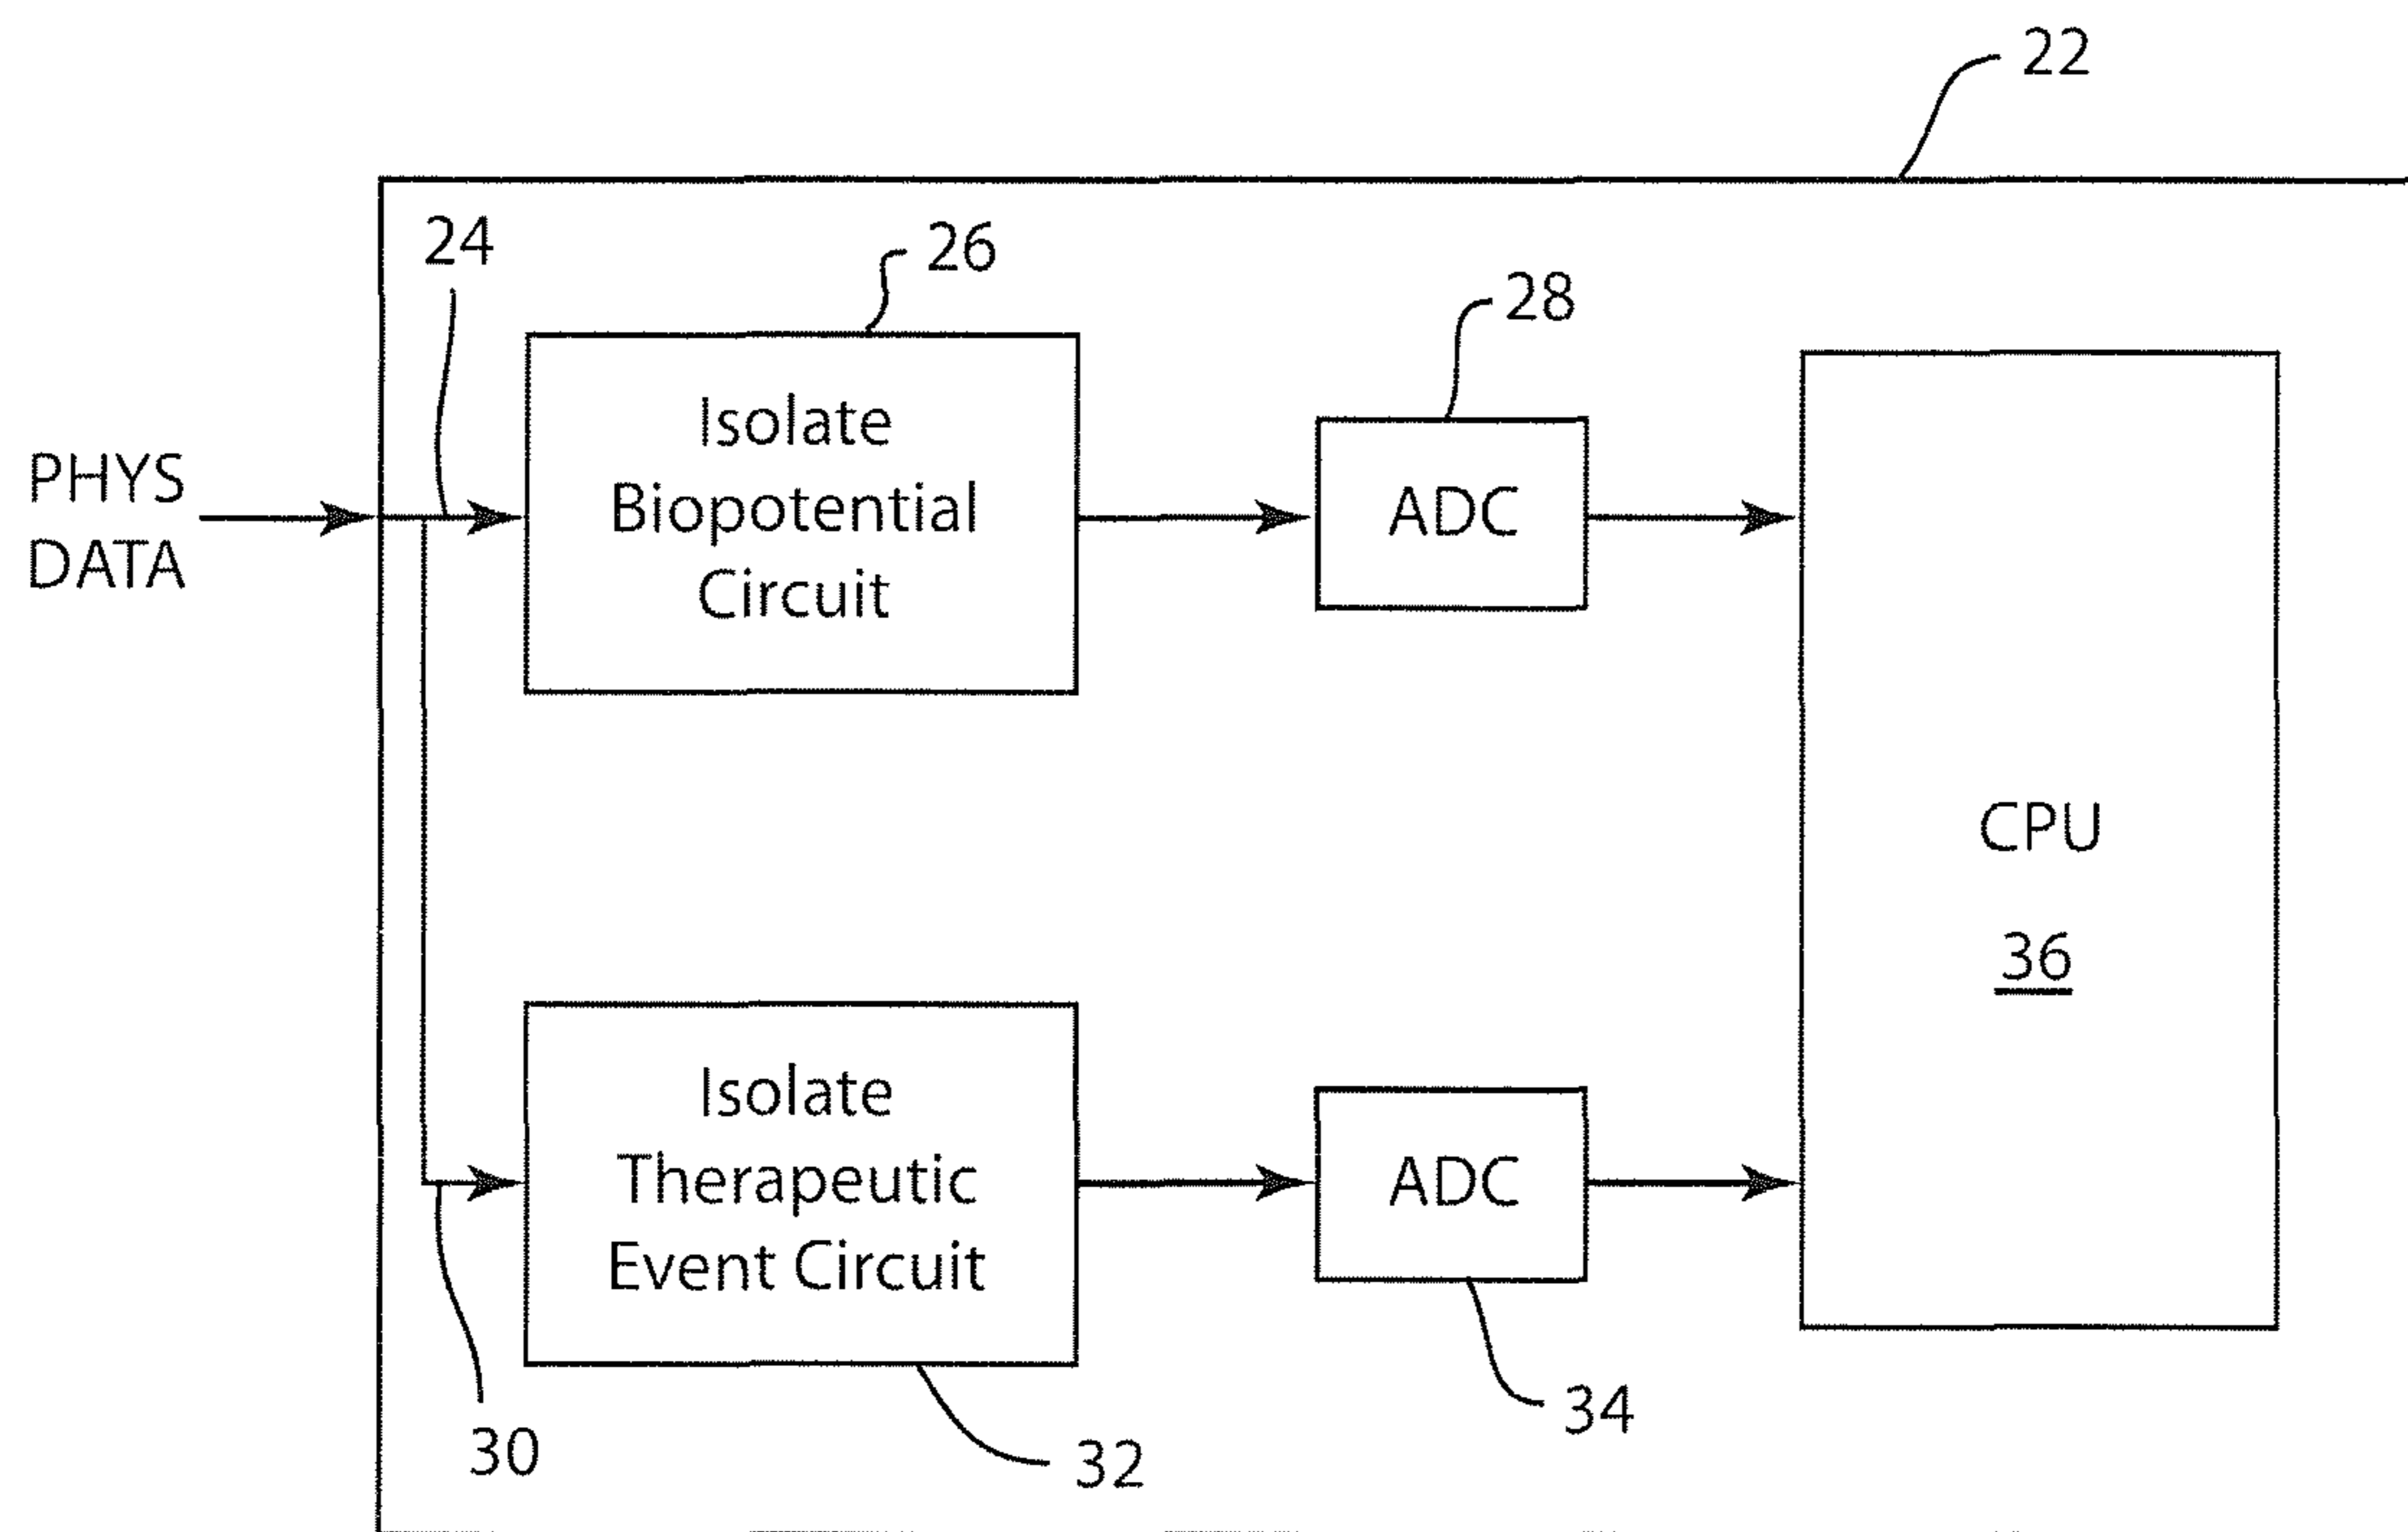 22
24
26
28
PHYS
DATA
Isolate
Biopotential
Circuit
ADC
CPU
36
Isolate
Therapeutic
Event Circuit
ADC
30
32
34